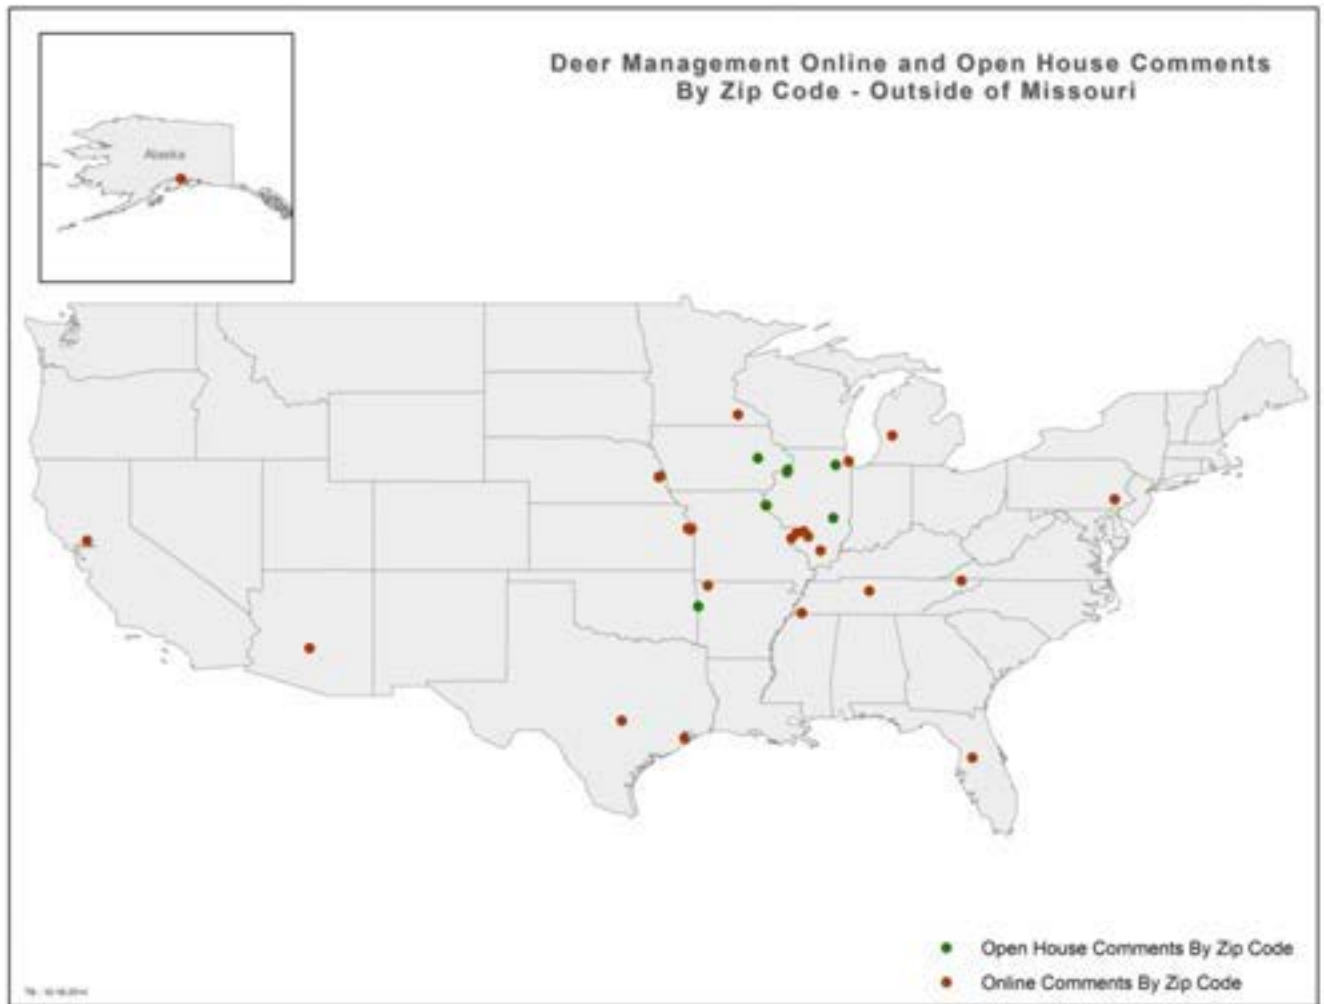 Deer Management Online and Open House Comments
By Zip Code - Outside of Missouri
Alaska
Open House Comments By Zip Code
Online Comments By Zip Code